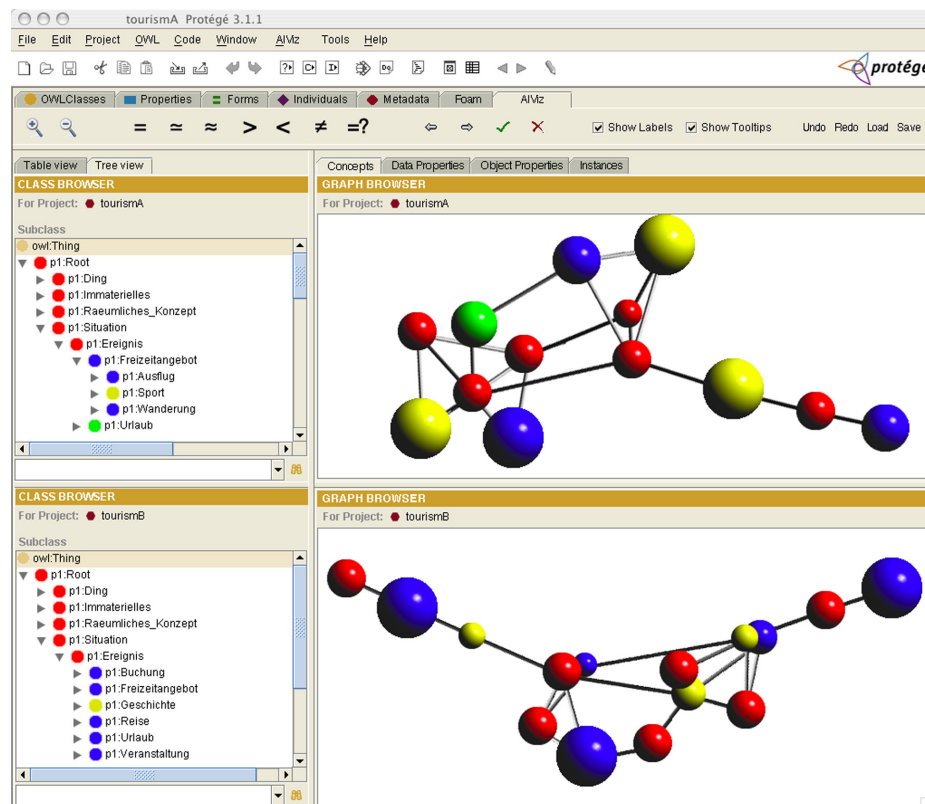 tourismA Protégé 3.1.1
File Edit Project OWL Code Window AlViz Tools Help
protégé
OWLClasses Properties Forms Individuals Metadata Foam AlViz
= ≃ ≈ > < ≠ =? Show Labels Show Tooltips Undo Redo Load Save
Table view Tree view
CLASS BROWSER
For Project: tourismA
Subclass
owl:Thing
p1:Root
p1:Ding
p1:Immaterielles
p1:Raeumliches_Konzept
p1:Situation
p1:Ereignis
p1:Freizeitangebot
p1:Ausflug
p1:Sport
p1:Wanderung
p1:Urlaub
Concepts Data Properties Object Properties Instances
GRAPH BROWSER
For Project: tourismA
CLASS BROWSER
For Project: tourismB
Subclass
owl:Thing
p1:Root
p1:Ding
p1:Immaterielles
p1:Raeumliches_Konzept
p1:Situation
p1:Ereignis
p1:Buchung
p1:Freizeitangebot
p1:Geschichte
p1:Reise
p1:Urlaub
p1:Veranstaltung
GRAPH BROWSER
For Project: tourismB